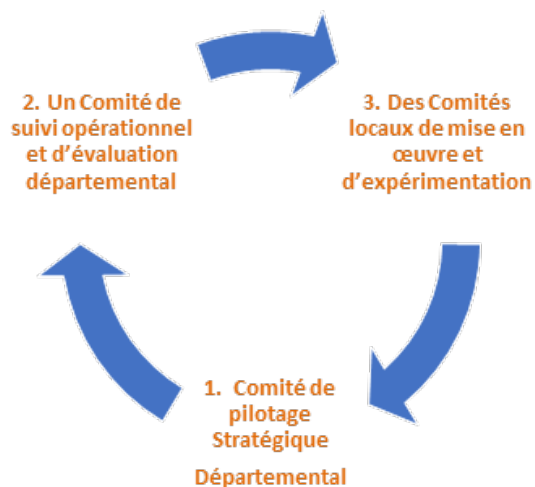 2. Un Comité de
suivi opérationnel
et d’évaluation
départemental
3. Des Comités
locaux de mise en
œuvre et
d’expérimentation
1. Comité de
pilotage
Stratégique
Départemental